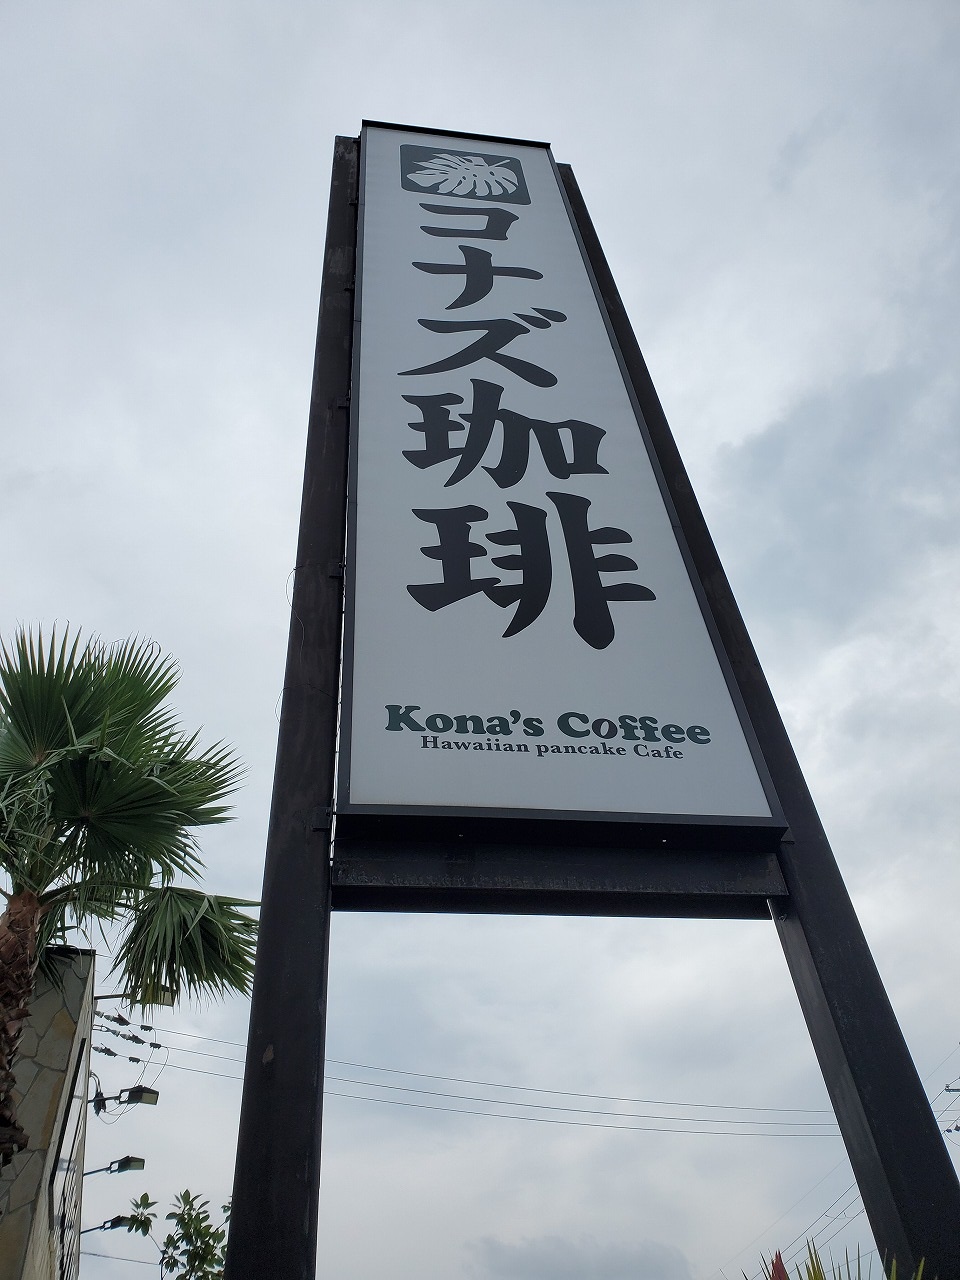 コナズ珈琲
Kona's Coffee
Hawaiian pancake Cafe